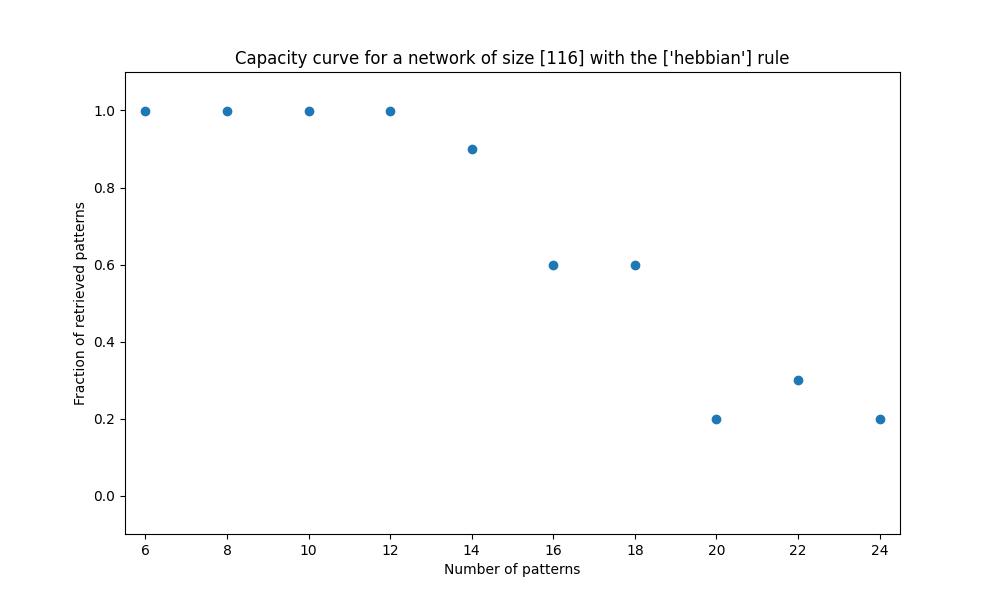 Capacity curve for a network of size [116] with the ['hebbian'] rule
Fraction of retrieved patterns
1.0
0.8
0.6
0.4
0.2
0.0
6 8 10 12 14 16 18 20 22 24
Number of patterns